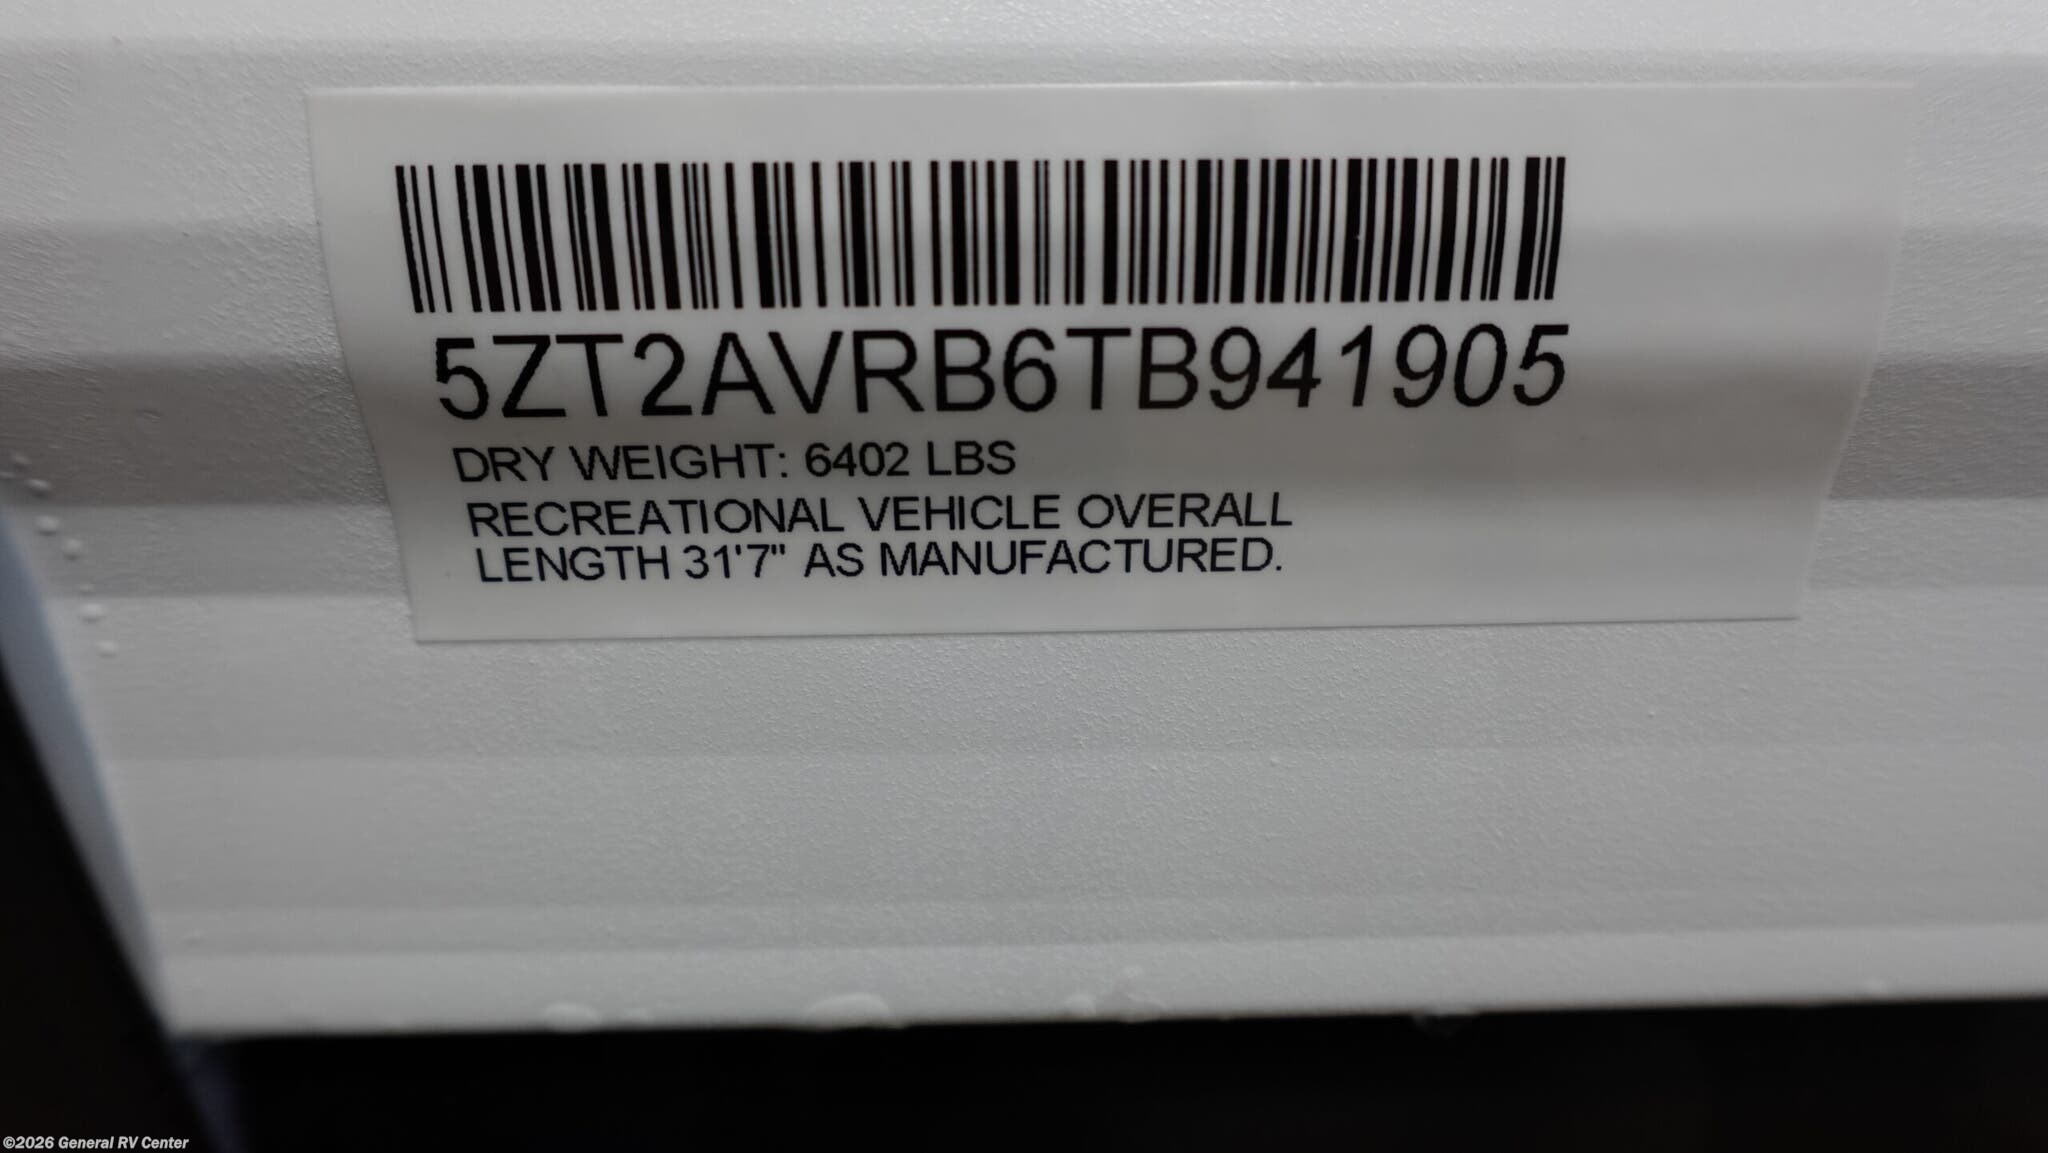 5ZT2AVRB6TB941905
DRY WEIGHT: 6402 LBS
RECREATIONAL VEHICLE OVERALL
LENGTH 31'7" AS MANUFACTURED.
©2026 General RV Center